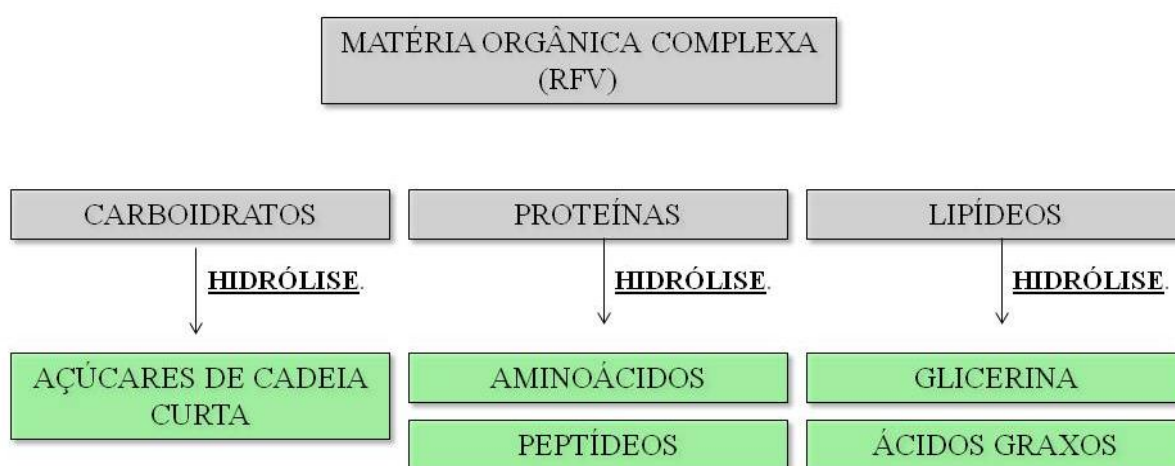 MATÉRIA ORGÂNICA COMPLEXA
(RFV)
CARBOIDRATOS
PROTEÍNAS
LIPÍDEOS
HIDRÓLISE.
HIDRÓLISE.
HIDRÓLISE.
AÇÚCARES DE CADEIA
CURTA
AMINOÁCIDOS
GLICERINA
PEPTÍDEOS
ÁCIDOS GRAXOS